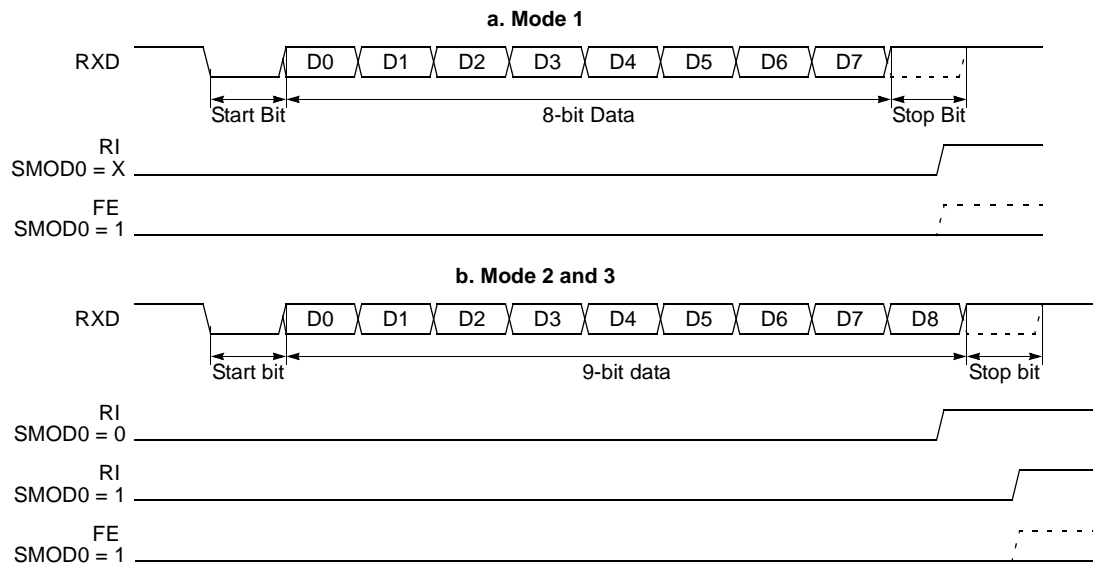 a. Mode 1
RXD D0 D1 D2 D3 D4 D5 D6 D7
Start Bit 8-bit Data Stop Bit
RI
SMOD0 = X
FE
SMOD0 = 1
b. Mode 2 and 3
RXD D0 D1 D2 D3 D4 D5 D6 D7 D8
Start bit 9-bit data Stop bit
RI
SMOD0 = 0
RI
SMOD0 = 1
FE
SMOD0 = 1